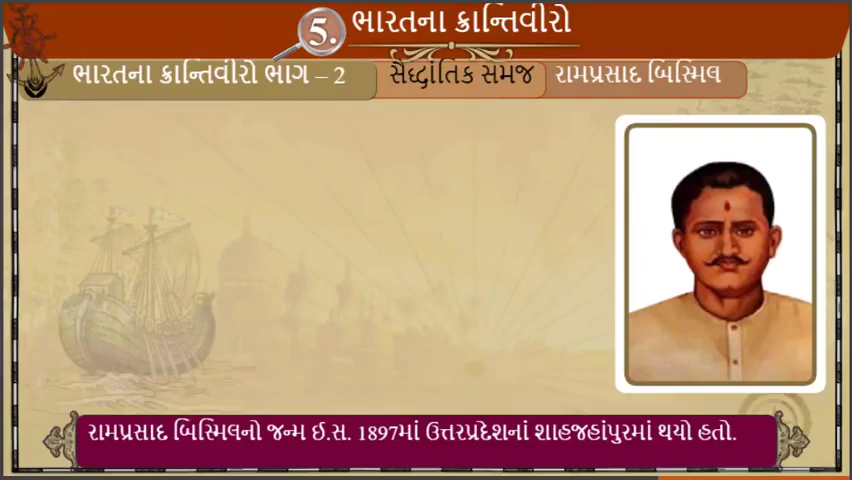 5. ભારતના ક્રાન્તિવીરો
ભારતના ક્રાન્તિવીરો ભાગ – 2 સૈદ્ધાંતિક સમજ રામપ્રસાદ બિસ્મિલ
રામપ્રસાદ બિસ્મિલનો જન્મ ઈ.સ. 1897માં ઉત્તરપ્રદેશનાં શાહજહાંપુરમાં થયો હતો.